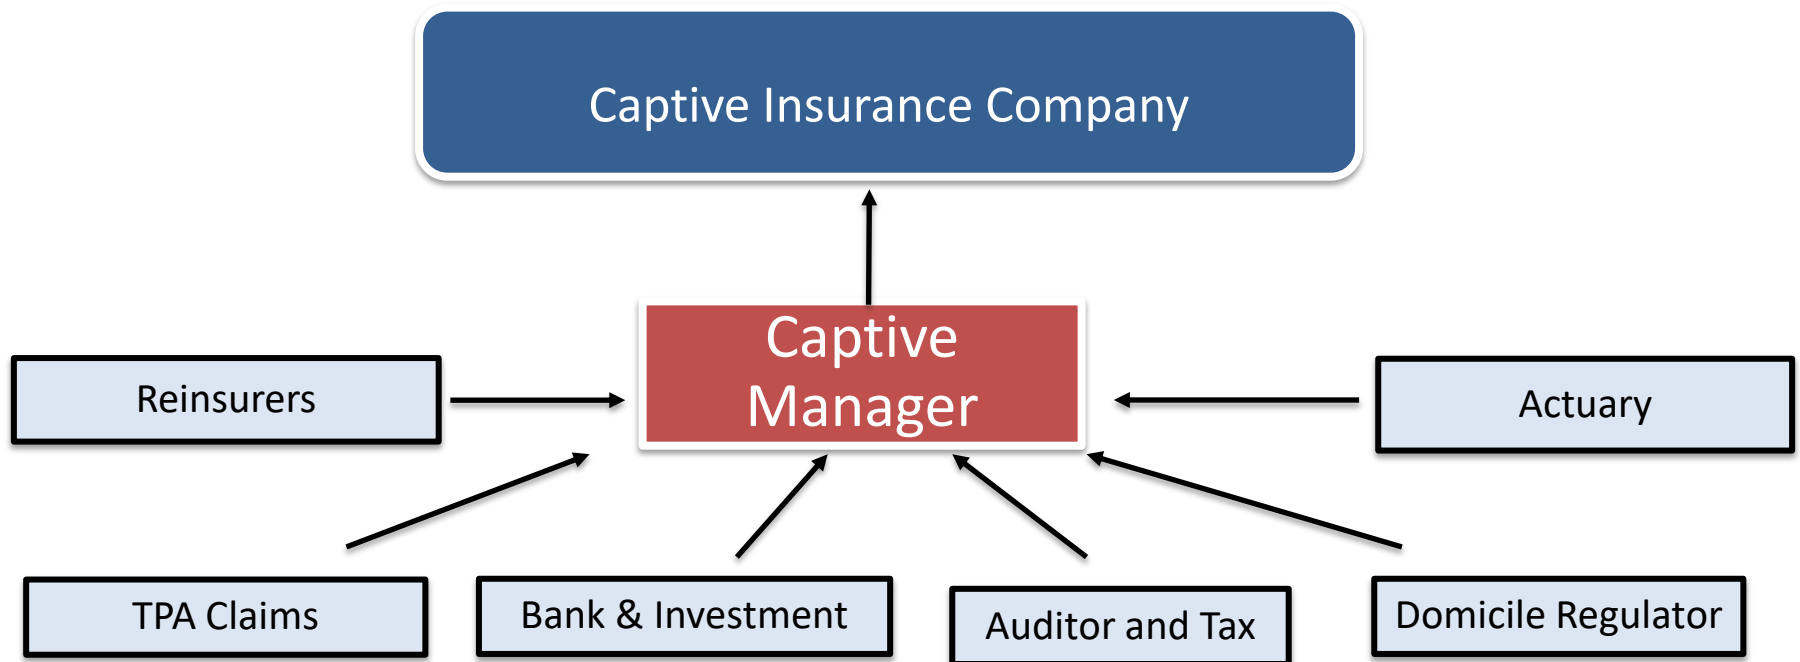 Captive Insurance Company
Captive
Manager
Reinsurers
Actuary
TPA Claims
Bank & Investment
Auditor and Tax
Domicile Regulator